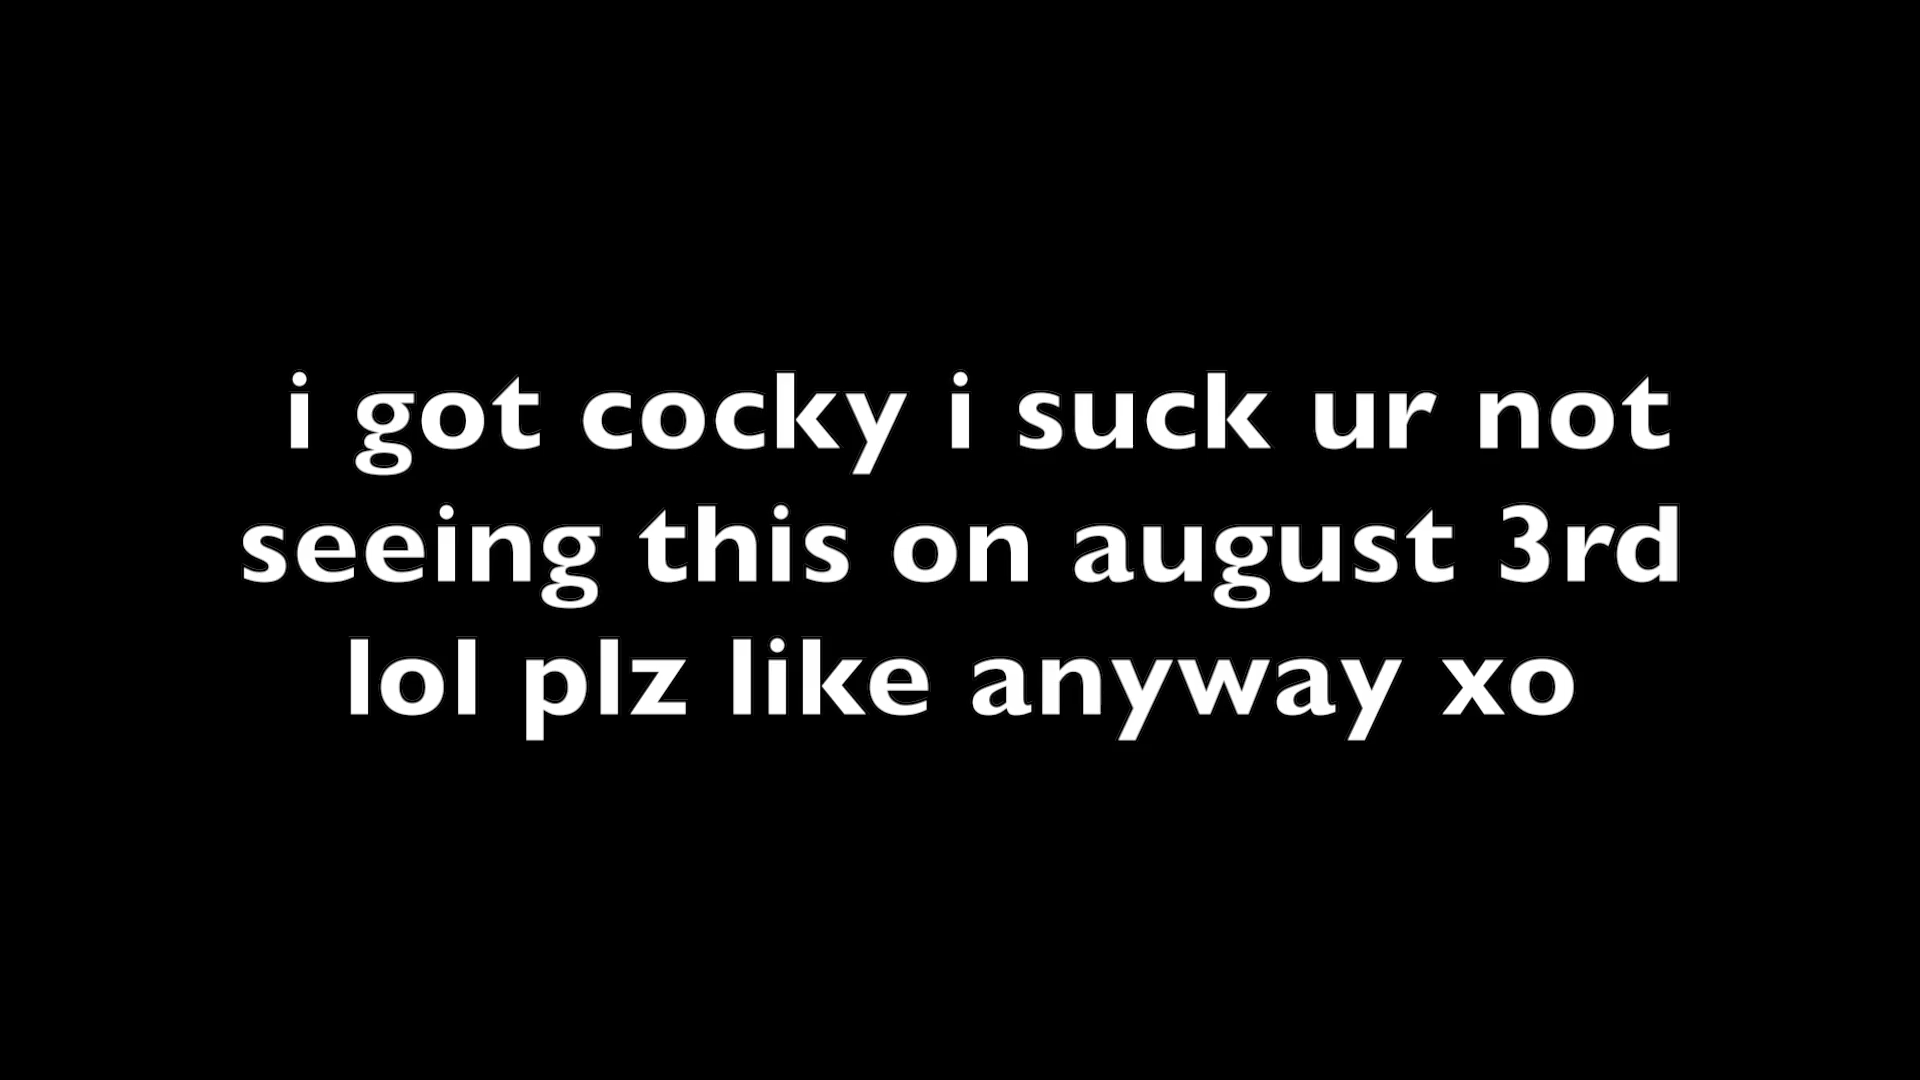 i got cocky i suck ur not
seeing this on august 3rd
lol plz like anyway xo